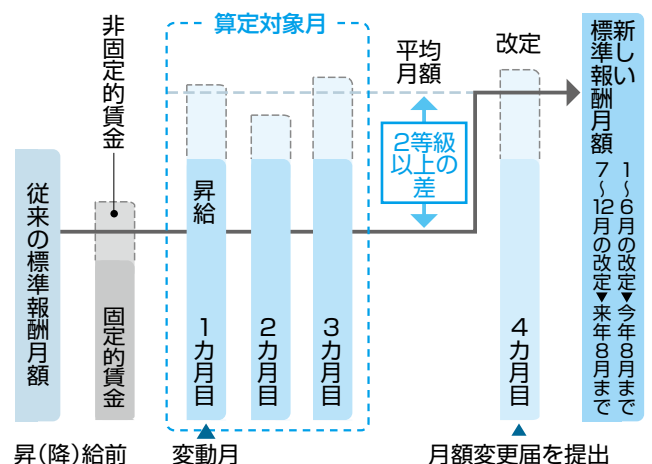 算定対象月
非固定的賃金
平均
月額
改定
新しい
標準報酬月額
1~6月の改定▼今年8月まで
7~12月の改定▼来年8月まで
2等級
以上の
差
従来の標準報酬月額
固定的賃金
昇給
1カ月目
2カ月目
3カ月目
4カ月目
昇(降)給前
変動月
月額変更届を提出